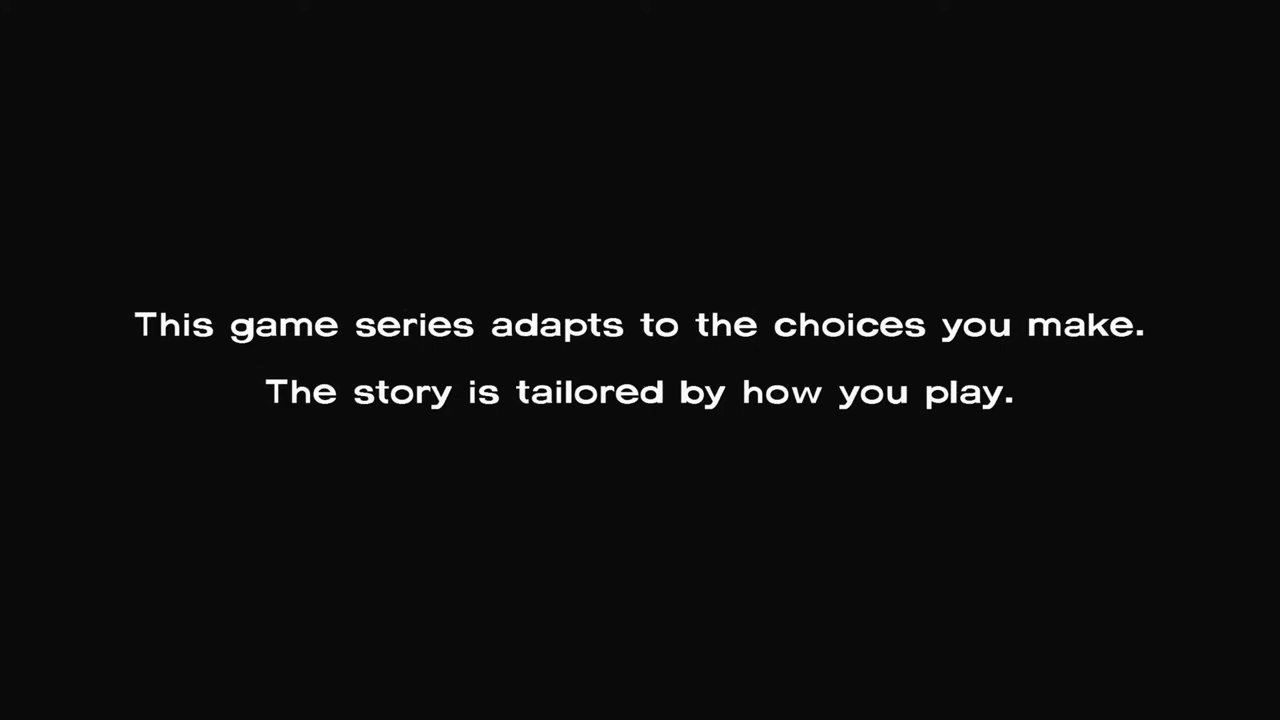 This game series adapts to the choices you make.
The story is tailored by how you play.